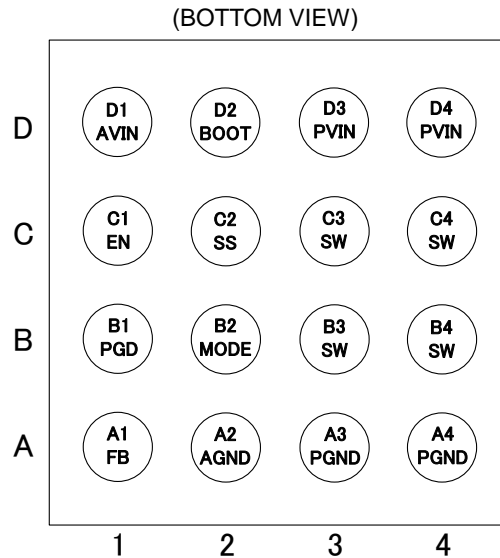 (BOTTOM VIEW)
D
D1
AVIN
D2
BOOT
D3
PVIN
D4
PVIN
C
C1
EN
C2
SS
C3
SW
C4
SW
B
B1
PGD
B2
MODE
B3
SW
B4
SW
A
A1
FB
A2
AGND
A3
PGND
A4
PGND
1 2 3 4